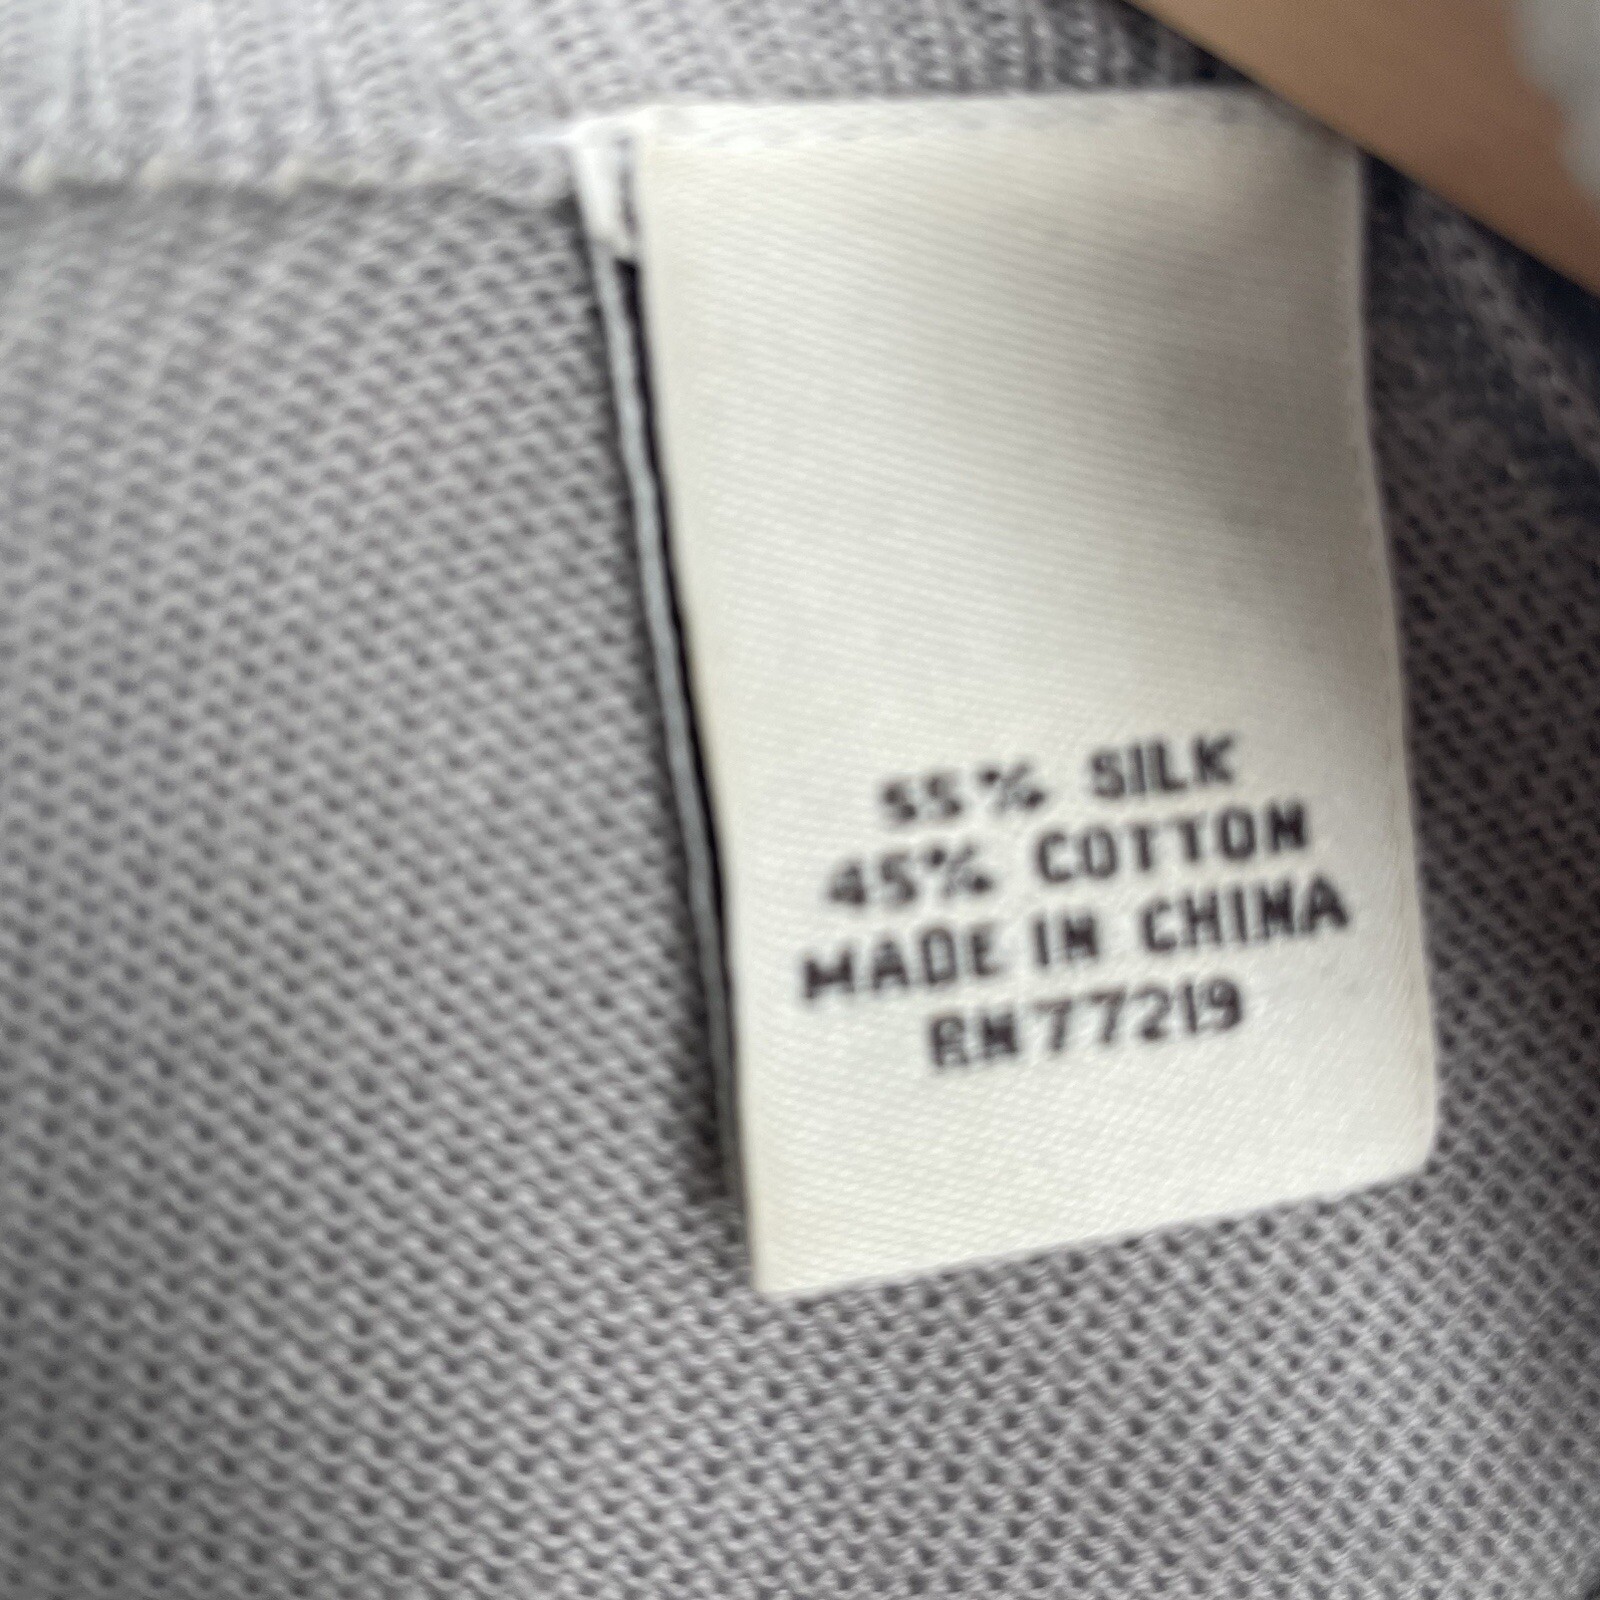 55% SILK
45% COTTON
MADE IN CHINA
RN77219